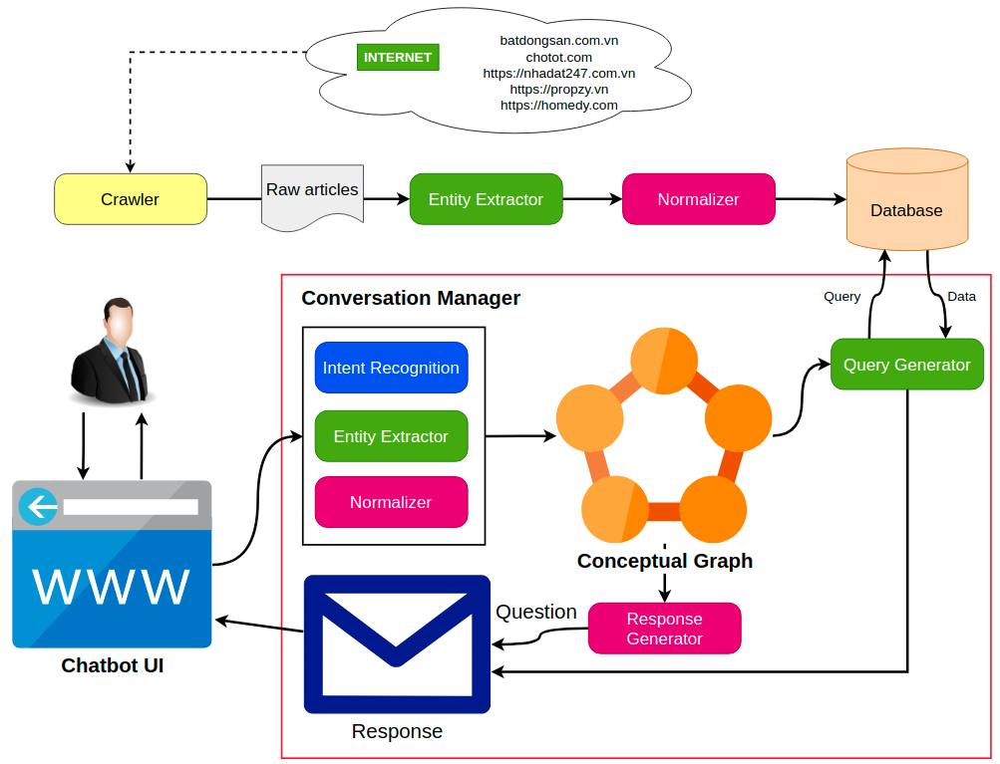 INTERNET
batdongsan.com.vn
chotot.com
https://nhadat247.com.vn
https://propzy.vn
https://homedy.com
Crawler
Raw articles
Entity Extractor
Normalizer
Database
Conversation Manager
Query
Data
Intent Recognition
Entity Extractor
Normalizer
Query Generator
Conceptual Graph
WWW
Chatbot UI
Question
Response
Generator
Response